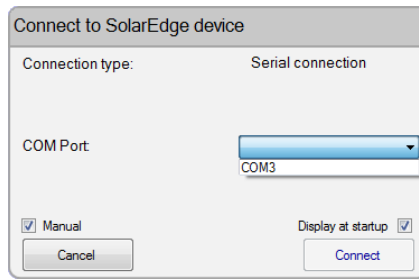 Connect to SolarEdge device
Connection type: Serial connection
COM Port:
COM3
Manual Display at startup
Cancel Connect